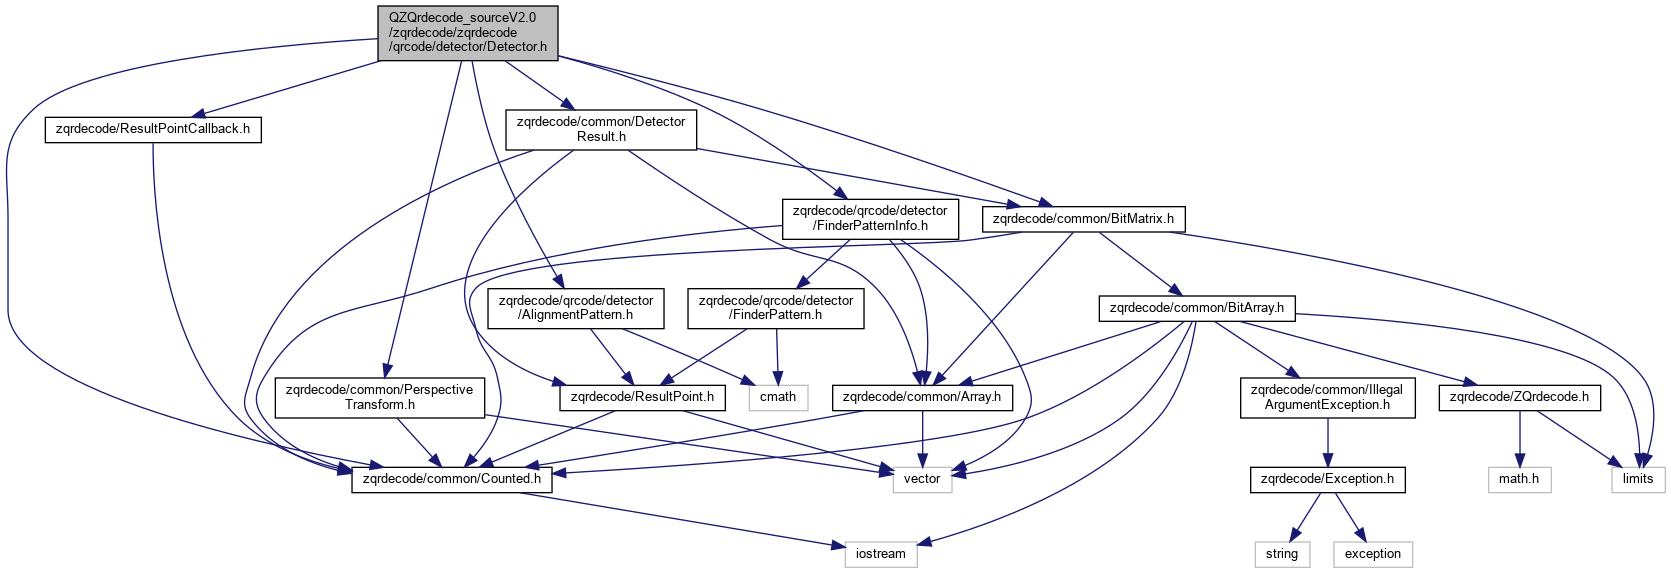 QZQrdecode_sourceV2.0
/zqrdecode/zqrdecode
/qrcode/detector/Detector.h
zqrdecode/ResultPointCallback.h
zqrdecode/common/Detector
Result.h
zqrdecode/qrcode/detector
/FinderPatternInfo.h
zqrdecode/common/BitMatrix.h
zqrdecode/qrcode/detector
/AlignmentPattern.h
zqrdecode/qrcode/detector
/FinderPattern.h
zqrdecode/common/BitArray.h
zqrdecode/common/Perspective
Transform.h
zqrdecode/ResultPoint.h
cmath
zqrdecode/common/Array.h
zqrdecode/common/Illegal
ArgumentException.h
zqrdecode/ZQrdecode.h
zqrdecode/common/Counted.h
vector
zqrdecode/Exception.h
math.h
limits
iostream
string
exception